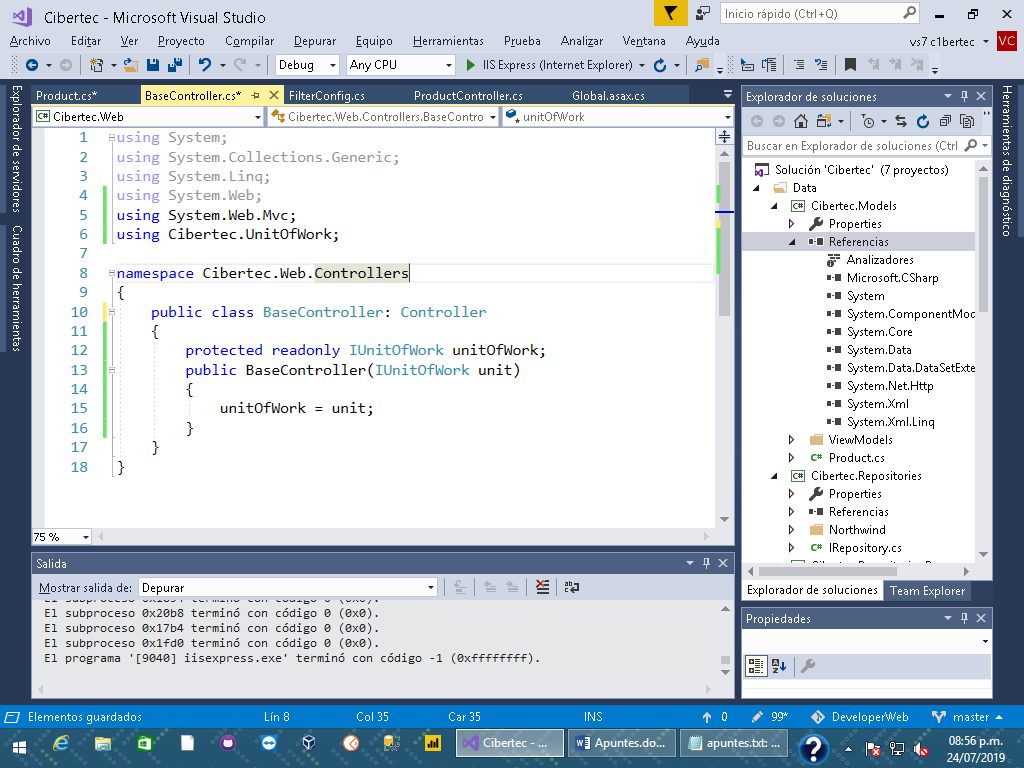 Cibertec - Microsoft Visual Studio
Inicio rápido (Ctrl+Q)
Archivo Editar Ver Proyecto Compilar Depurar Equipo Herramientas Prueba Analizar Ventana Ayuda vs7 c1bertec VC
Debug Any CPU IIS Express (Internet Explorer)
Explorador de servidores
Cuadro de herramientas
Product.cs* BaseController.cs* FilterConfig.cs ProductController.cs Global.asax.cs
Cibertec.Web Cibertec.Web.Controllers.BaseContro unitOfWork
1 using System;
2 using System.Collections.Generic;
3 using System.Linq;
4 using System.Web;
5 using System.Web.Mvc;
6 using Cibertec.UnitOfWork;
7
8 namespace Cibertec.Web.Controllers
9 {
10 public class BaseController: Controller
11 {
12 protected readonly IUnitOfWork unitOfWork;
13 public BaseController(IUnitOfWork unit)
14 {
15 unitOfWork = unit;
16 }
17 }
18 }
75 %
Salida
Mostrar salida de: Depurar
El subproceso 0x20b8 terminó con código 0 (0x0).
El subproceso 0x17b4 terminó con código 0 (0x0).
El subproceso 0x1fd0 terminó con código 0 (0x0).
El programa '[9040] iisexpress.exe' terminó con código -1 (0xffffffff).
Explorador de soluciones
Buscar en Explorador de soluciones (Ctrl
Solución 'Cibertec' (7 proyectos)
Data
Cibertec.Models
Properties
Referencias
Analizadores
Microsoft.CSharp
System
System.ComponentMod
System.Core
System.Data
System.Data.DataSetExte
System.Net.Http
System.Xml
System.Xml.Linq
ViewModels
Product.cs
Cibertec.Repositories
Properties
Referencias
Northwind
IRepository.cs
Explorador de soluciones Team Explorer
Propiedades
Herramientas de diagnóstico
Elementos guardados Lín 8 Col 35 Car 35 INS 0 99* DeveloperWeb master
Cibertec - ... Apuntes.do... apuntes.txt: ...
08:56 p.m.
24/07/2019